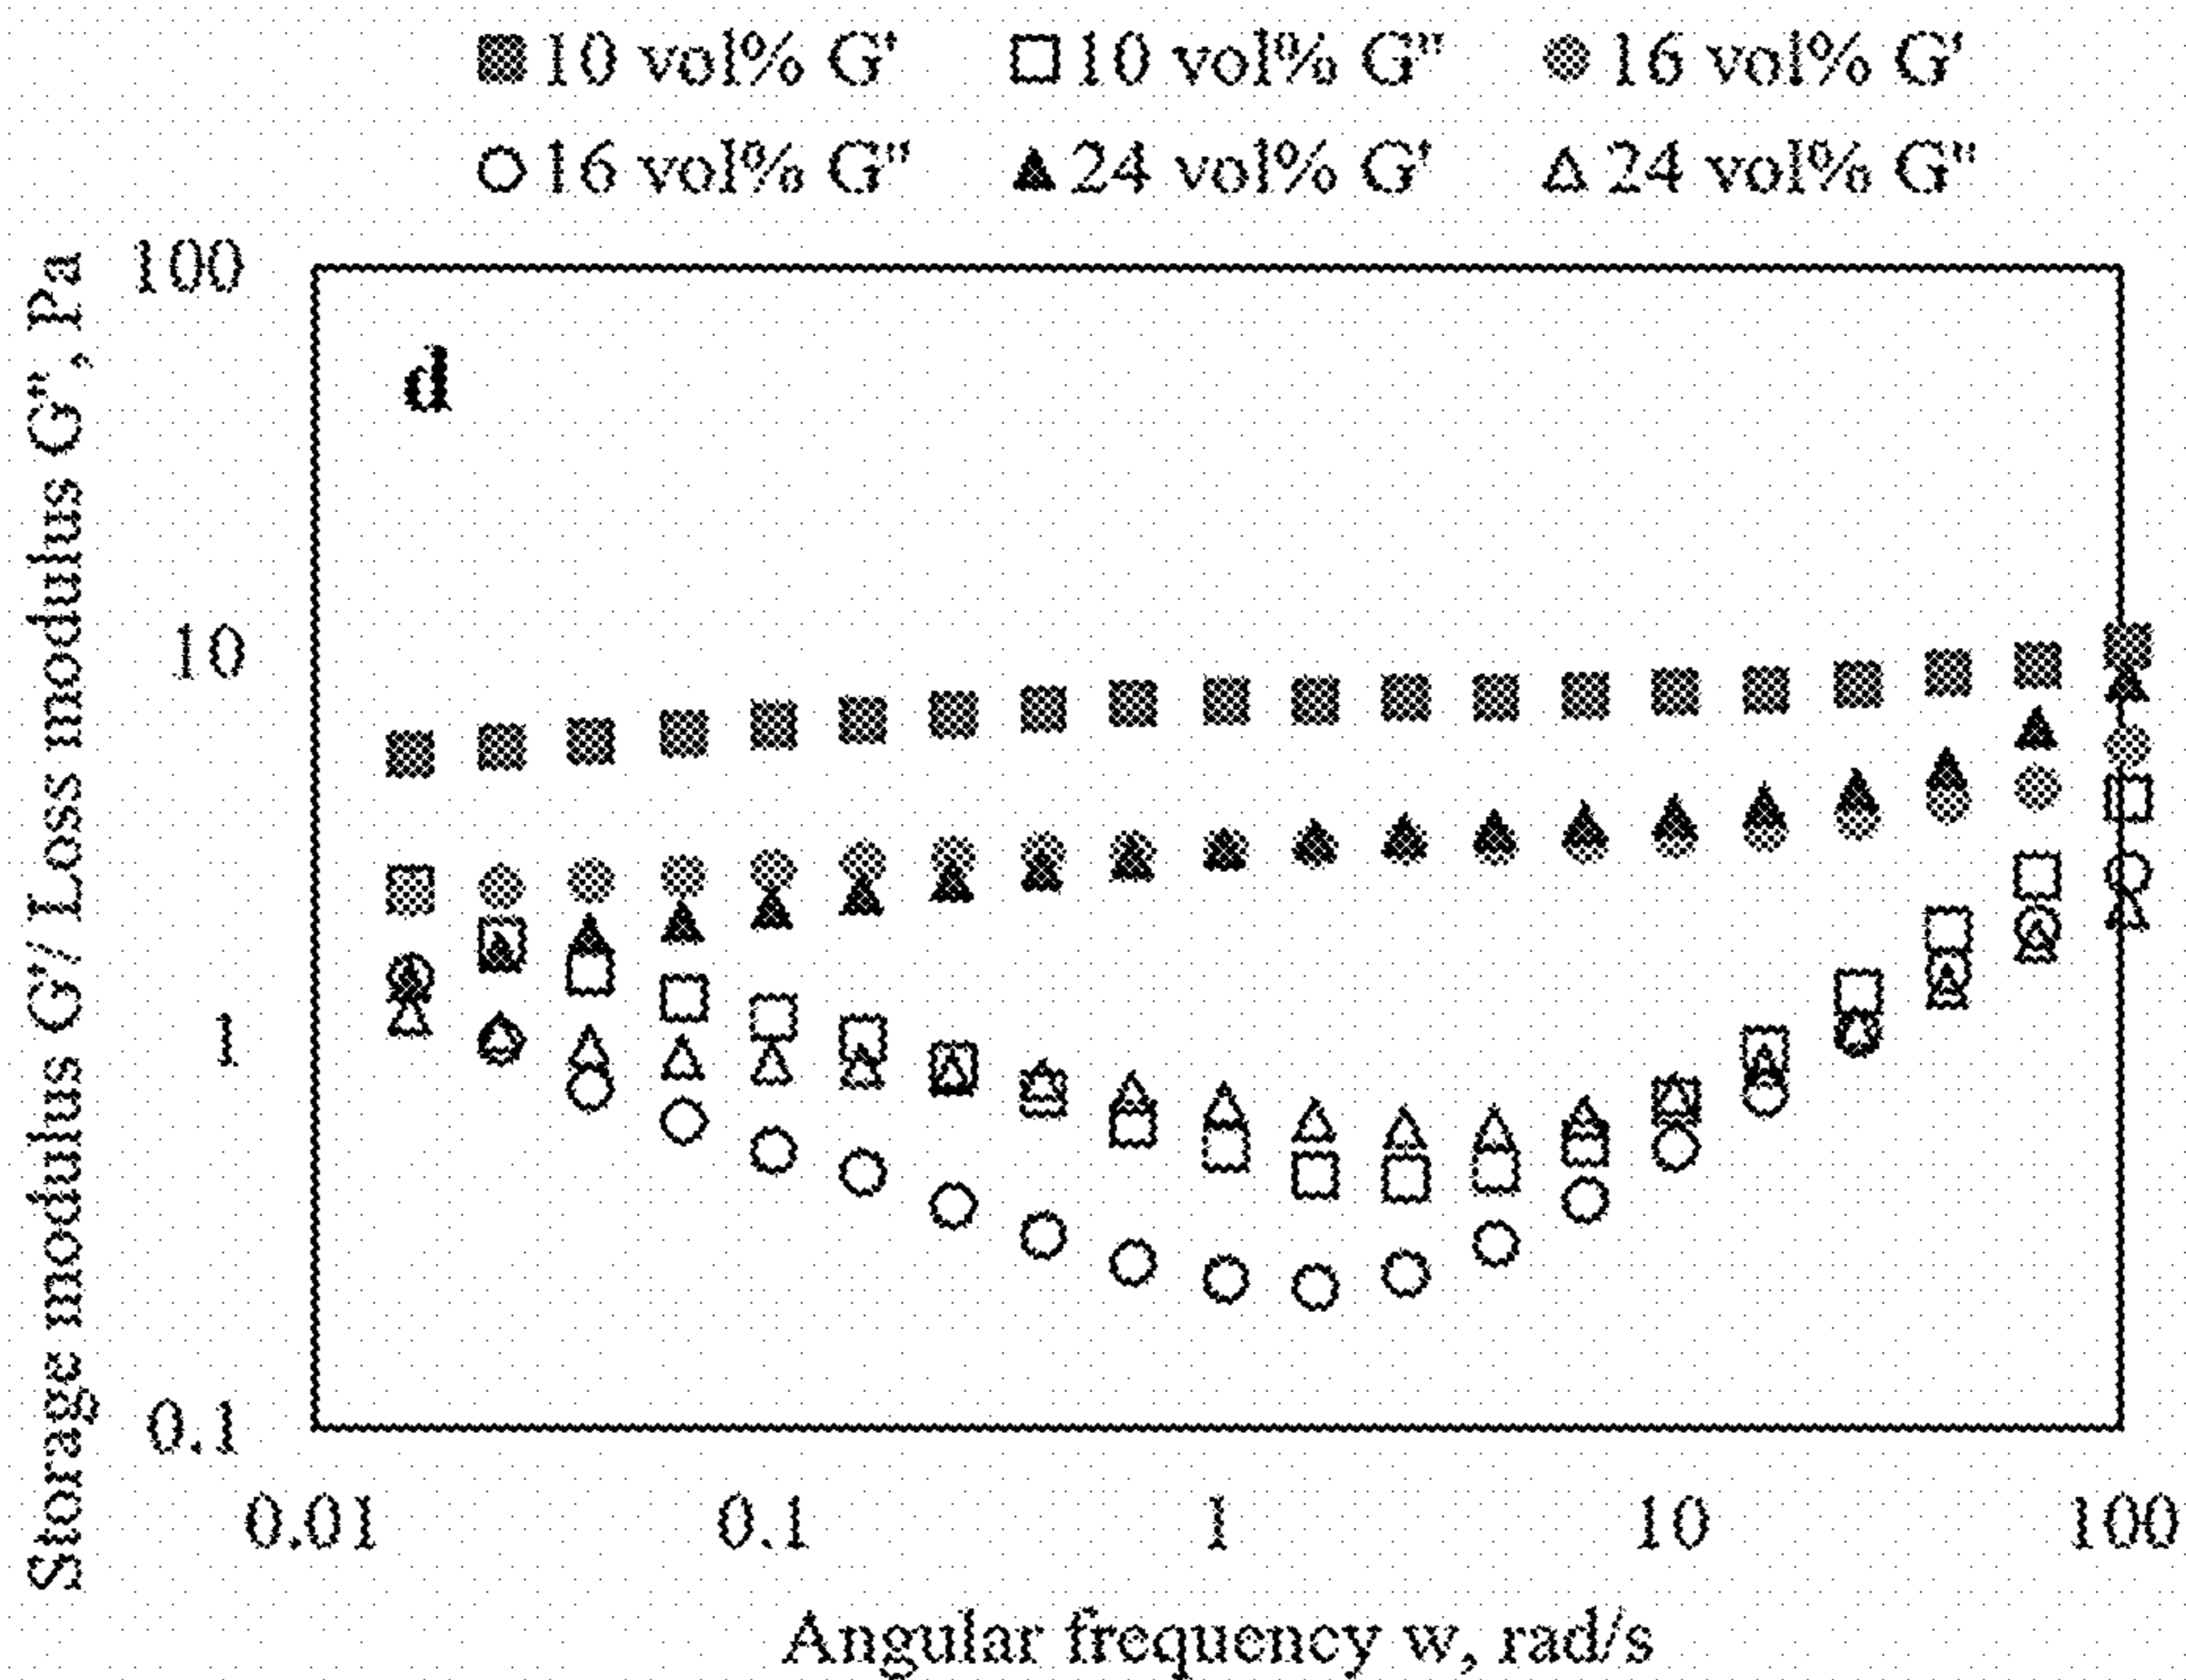 10 vol% G' 10 vol% G" 16 vol% G'
16 vol% G" 24 vol% G' 24 vol% G"
Storage modulus G'/ Loss modulus G", Pa
100
d
10
1
0.1
0.01 0.1 1 10 100
Angular frequency w, rad/s